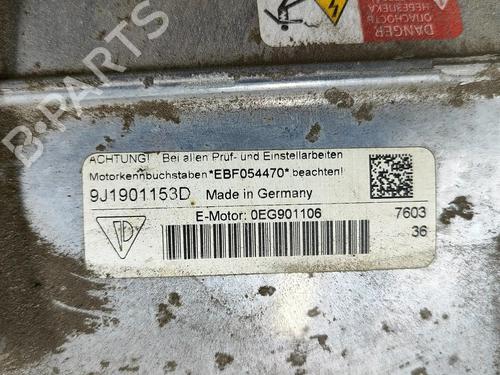 DANGER
ОПАСНОСТЬ
B-Parts
ACHTUNG! Bei allen Prüf- und Einstellarbeiten
Motorkennbuchstaben *EBF054470* beachten!
9J1901153D Made in Germany
E-Motor: 0EG901106 7603
36